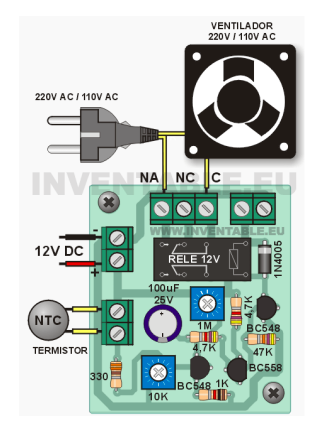 VENTILADOR
220V / 110V AC
220V AC / 110V AC
NA
NC
C
INVENTABLE.EU
WWW.INVENTABLE.EU
-
12V DC
+
RELE 12V
1N4005
100uF
25V
NTC
TERMISTOR
1M
4,7K
4,7K
BC548
47K
330
10K
BC548
1K
BC558